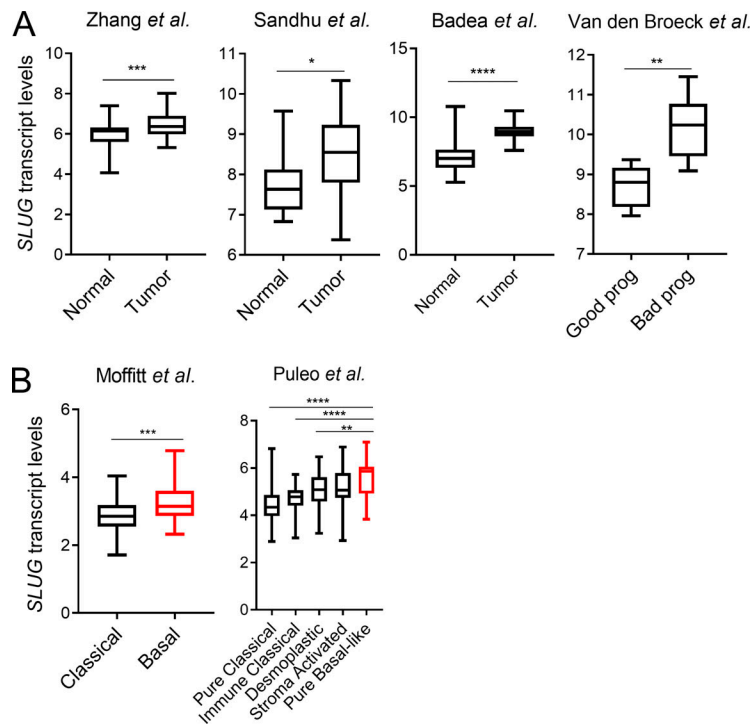 A
Zhang et al.
Sandhu et al.
Badea et al.
Van den Broeck et al.
SLUG transcript levels
10
8
6
4
2
0
***
Normal
Tumor
11
10
9
8
7
6
*
Normal
Tumor
15
10
5
0
****
Normal
Tumor
12
11
10
9
8
7
**
Good prog
Bad prog
B
Moffitt et al.
Puleo et al.
SLUG transcript levels
6
4
2
0
***
Classical
Basal
8
6
4
2
0
****
****
**
Pure Classical
Immune Classical
Desmoplastic
Stroma Activated
Pure Basal-like